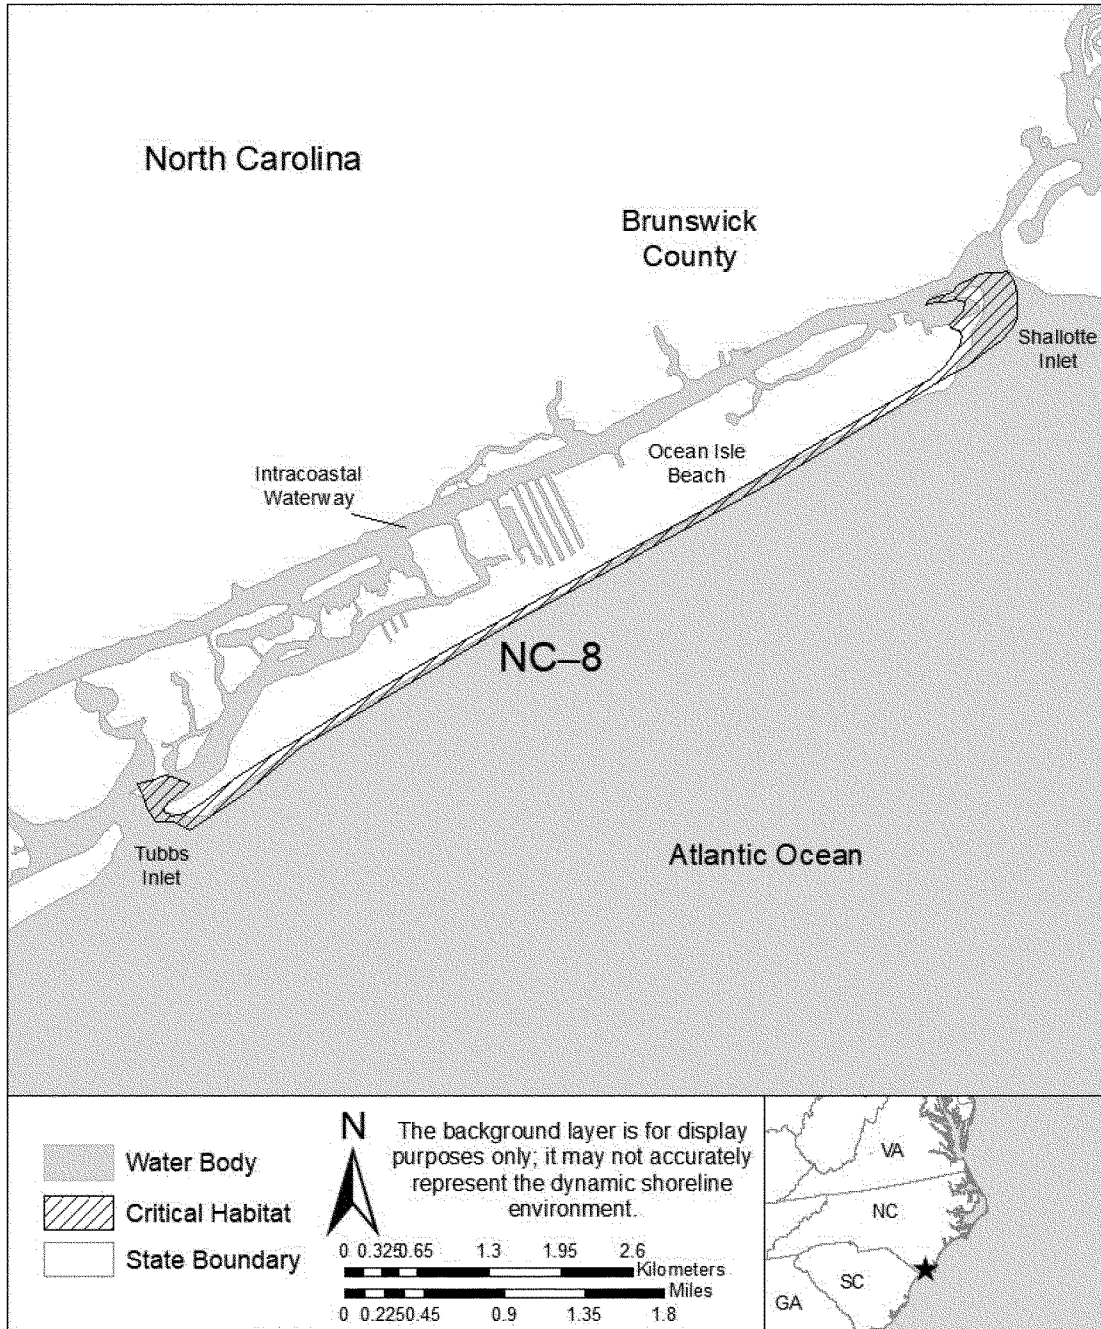 North Carolina
Brunswick
County
Shallotte
Inlet
Ocean Isle
Beach
Intracoastal
Waterway
NC–8
Tubbs
Inlet
Atlantic Ocean
Water Body
Critical Habitat
State Boundary
N
The background layer is for display
purposes only; it may not accurately
represent the dynamic shoreline
environment.
0 0.325 0.65 1.3 1.95 2.6
Kilometers
Miles
0 0.225 0.45 0.9 1.35 1.8
VA
NC
SC
GA